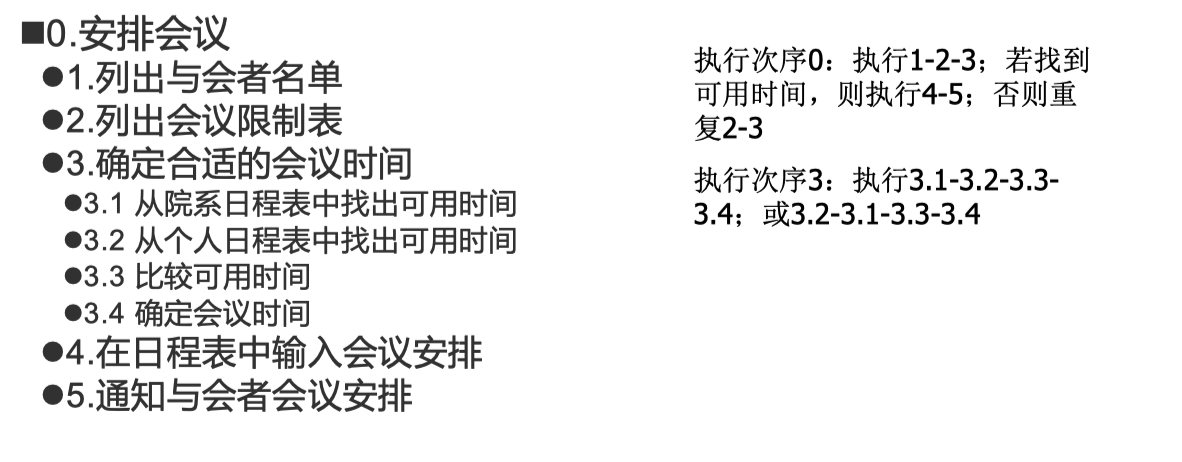 ■0.安排会议
●1.列出与会者名单
●2.列出会议限制表
●3.确定合适的会议时间
●3.1 从院系日程表中找出可用时间
●3.2 从个人日程表中找出可用时间
●3.3 比较可用时间
●3.4 确定会议时间
●4.在日程表中输入会议安排
●5.通知与会者会议安排
执行次序0：执行1-2-3；若找到
可用时间，则执行4-5；否则重
复2-3
执行次序3：执行3.1-3.2-3.3-
3.4；或3.2-3.1-3.3-3.4